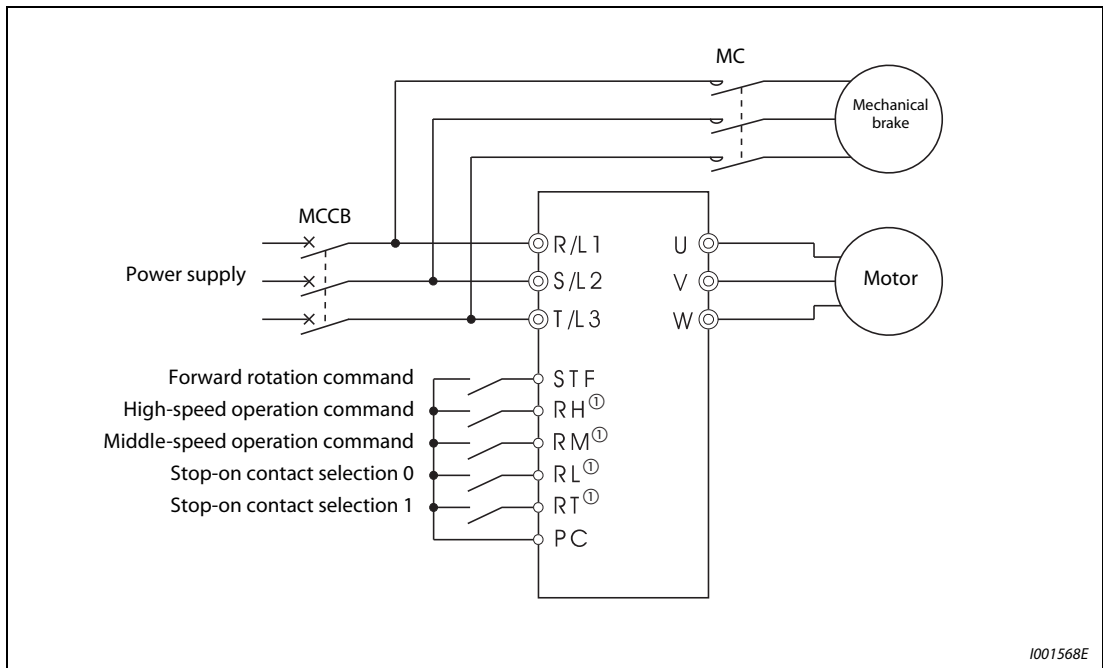 MC
Mechanical
brake
MCCB
R/L1
U
Power supply
S/L2
V
Motor
T/L3
W
Forward rotation command
STF
High-speed operation command
RH①
Middle-speed operation command
RM①
Stop-on contact selection 0
RL①
Stop-on contact selection 1
RT①
PC
I001568E